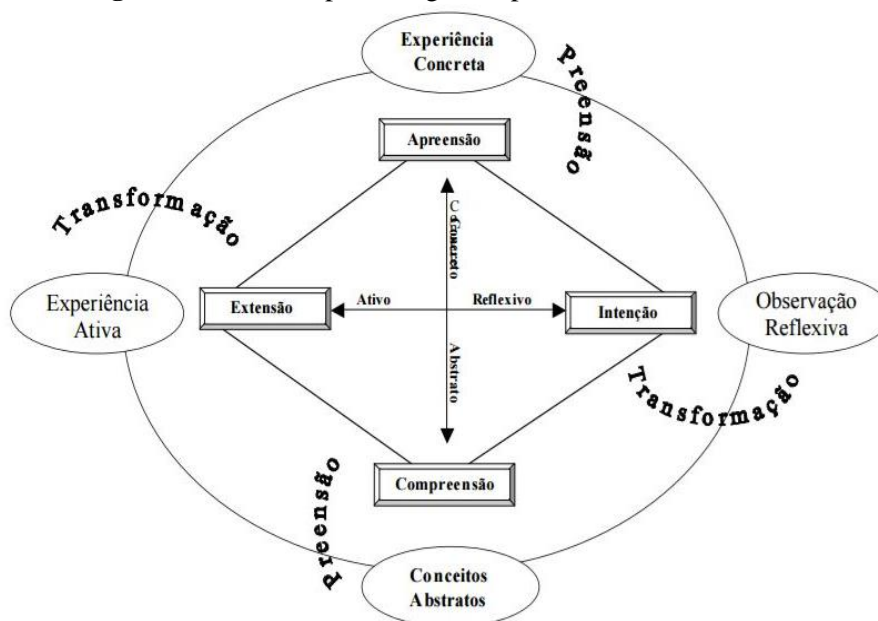 Experiência
Concreta
Preensão
Apreensão
Transformação
Concreto
Experiência
Ativa
Extensão
Ativo
Reflexivo
Intenção
Observação
Reflexiva
Abstrato
Transformação
Compreensão
Preensão
Conceitos
Abstratos